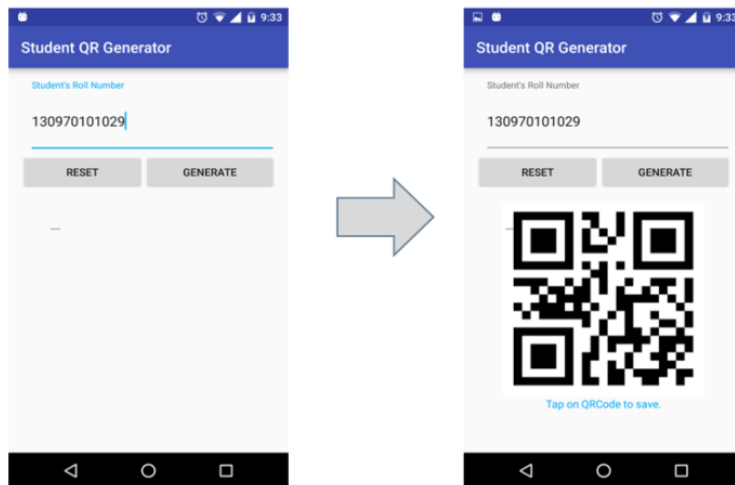 9:33
Student QR Generator
Student's Roll Number
130970101029
RESET GENERATE
9:33
Student QR Generator
Student's Roll Number
130970101029
RESET GENERATE
Tap on QRCode to save.